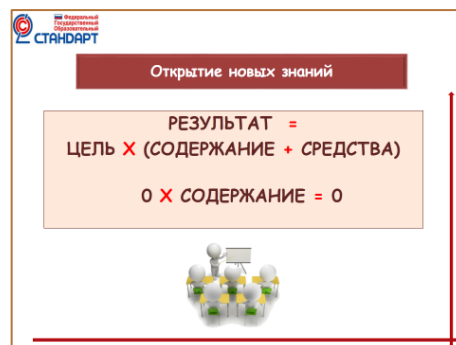 Федеральный
Государственный
Образовательный
СТАНДАРТ
Открытие новых знаний
РЕЗУЛЬТАТ =
ЦЕЛЬ Х (СОДЕРЖАНИЕ + СРЕДСТВА)
0 Х СОДЕРЖАНИЕ = 0